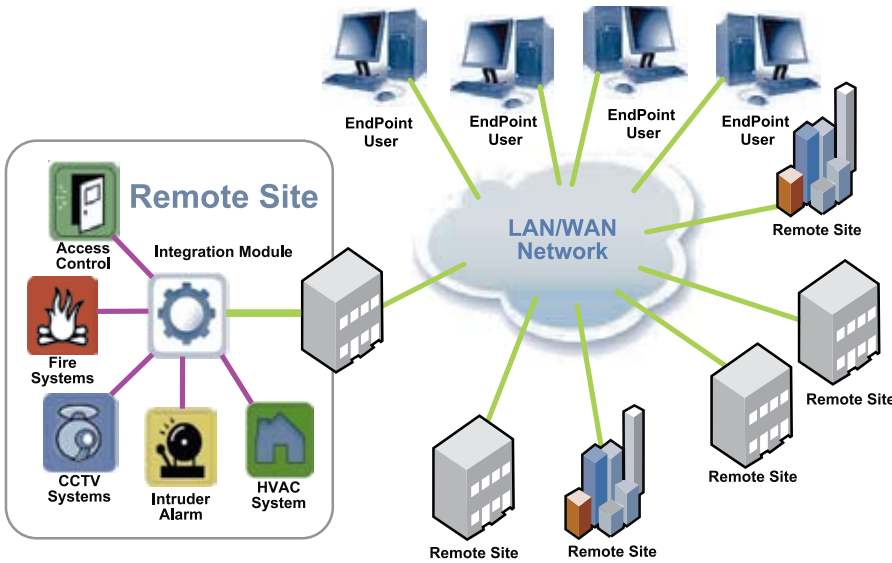 EndPoint
User
EndPoint
User
EndPoint
User
EndPoint
User
Remote Site
Access
Control
Integration Module
Fire
Systems
CCTV
Systems
Intruder
Alarm
HVAC
System
LAN/WAN
Network
Remote Site
Remote Site
Remote Site
Remote Site
Remote Site